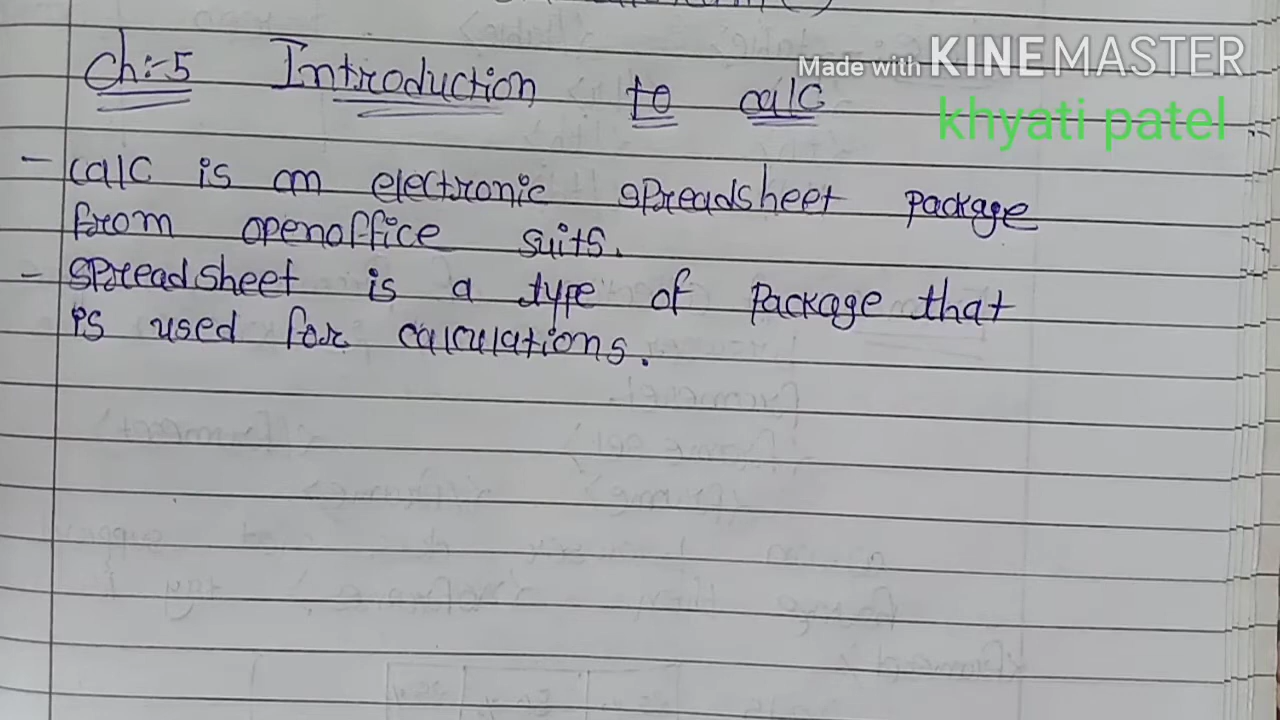 Made with KINEMASTER
khyati patel
Ch:-5 Introduction to calc
- calc is an electronic spreadsheet package
from openoffice suits.
- spreadsheet is a type of package that
is used for calculations.